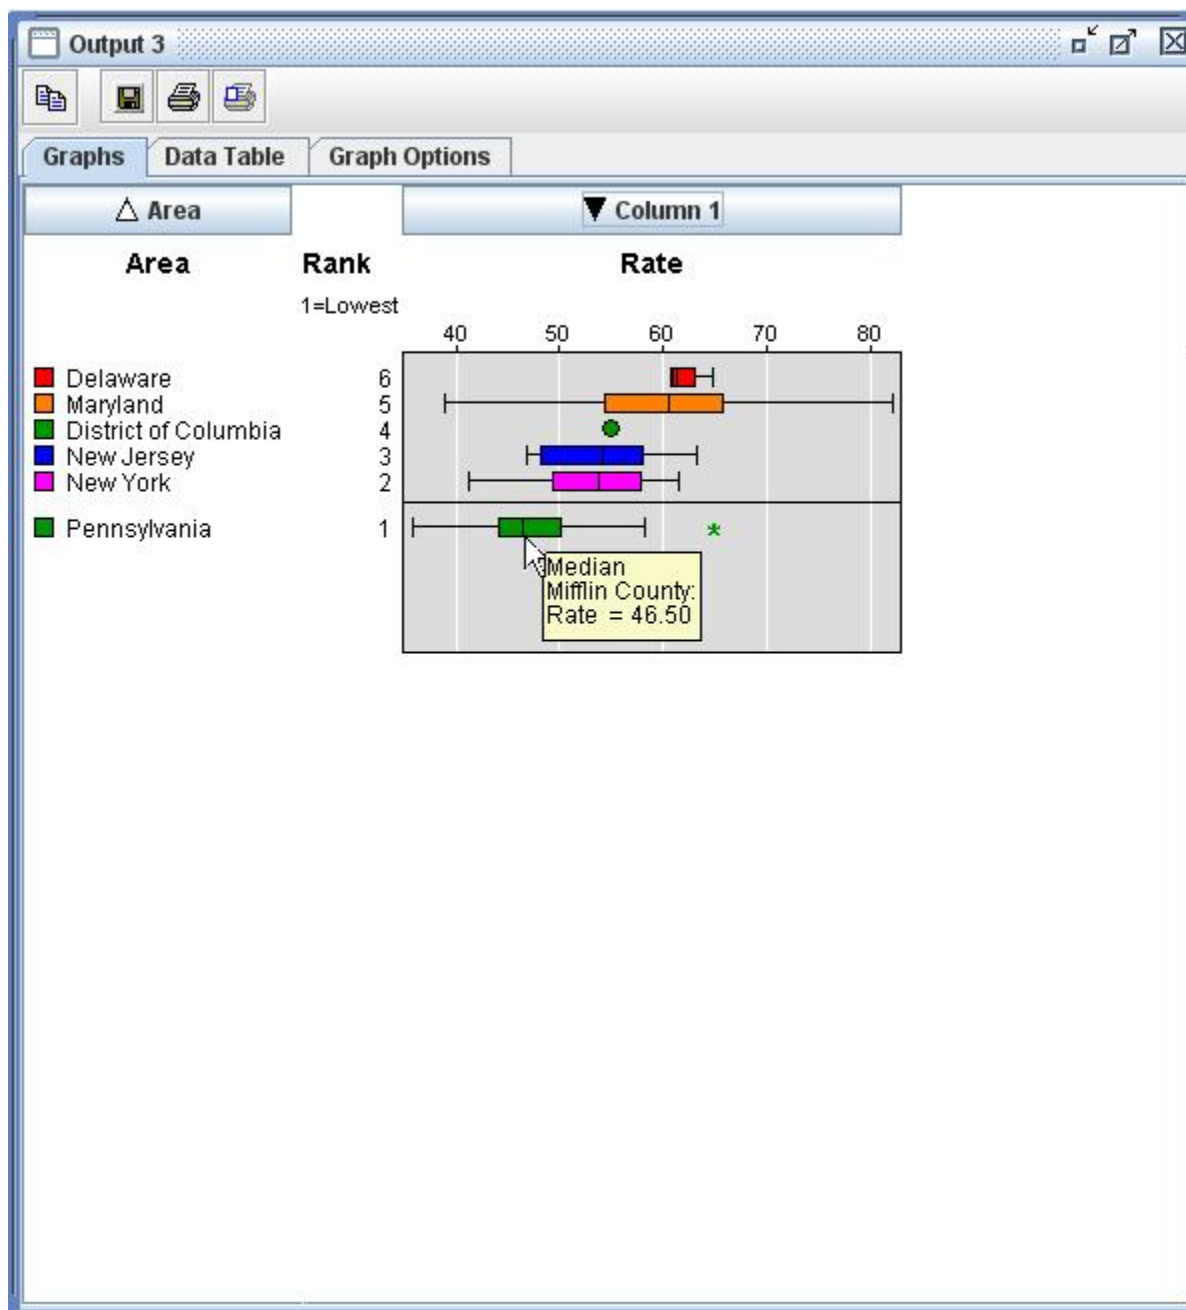 Output 3
Graphs Data Table Graph Options
Area Column 1
Area Rank Rate
1=Lowest
40 50 60 70 80
Delaware 6
Maryland 5
District of Columbia 4
New Jersey 3
New York 2
Pennsylvania 1
Median
Mifflin County:
Rate = 46.50